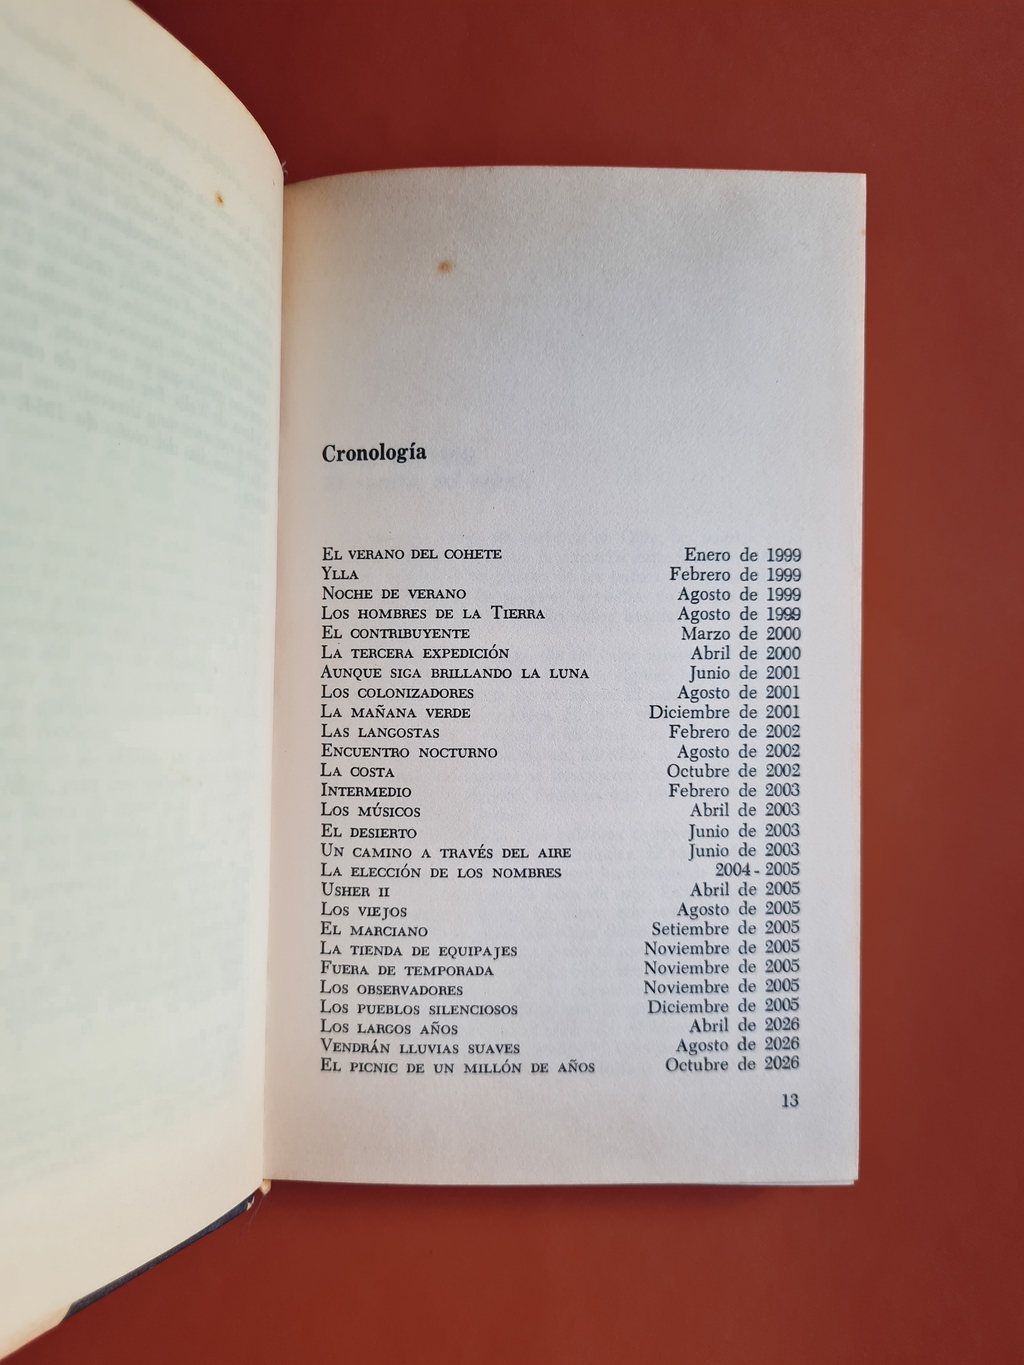 Cronología
EL VERANO DEL COHETE Enero de 1999
YLLA Febrero de 1999
NOCHE DE VERANO Agosto de 1999
LOS HOMBRES DE LA TIERRA Agosto de 1999
EL CONTRIBUYENTE Marzo de 2000
LA TERCERA EXPEDICIÓN Abril de 2000
AUNQUE SIGA BRILLANDO LA LUNA Junio de 2001
LOS COLONIZADORES Agosto de 2001
LA MAÑANA VERDE Diciembre de 2001
LAS LANGOSTAS Febrero de 2002
ENCUENTRO NOCTURNO Agosto de 2002
LA COSTA Octubre de 2002
INTERMEDIO Febrero de 2003
LOS MÚSICOS Abril de 2003
EL DESIERTO Junio de 2003
UN CAMINO A TRAVÉS DEL AIRE Junio de 2003
LA ELECCIÓN DE LOS NOMBRES 2004-2005
USHER II Abril de 2005
LOS VIEJOS Agosto de 2005
EL MARCIANO Setiembre de 2005
LA TIENDA DE EQUIPAJES Noviembre de 2005
FUERA DE TEMPORADA Noviembre de 2005
LOS OBSERVADORES Noviembre de 2005
LOS PUEBLOS SILENCIOSOS Diciembre de 2005
LOS LARGOS AÑOS Abril de 2026
VENDRÁN LLUVIAS SUAVES Agosto de 2026
EL PICNIC DE UN MILLÓN DE AÑOS Octubre de 2026
13